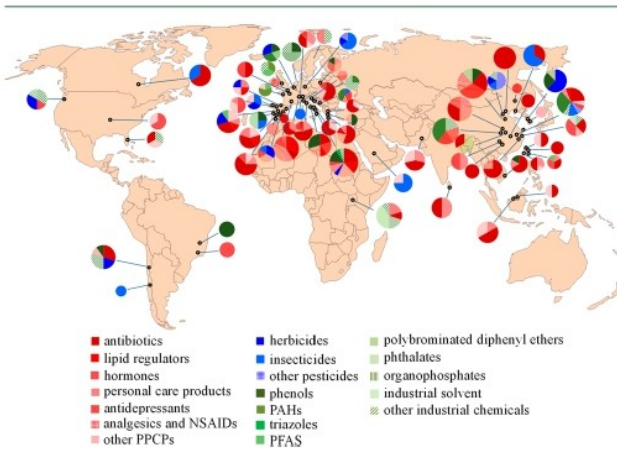 antibiotics
lipid regulators
hormones
personal care products
antidepressants
analgesics and NSAIDs
other PPCPs
herbicides
insecticides
other pesticides
phenols
PAHs
triazoles
PFAS
polybrominated diphenyl ethers
phthalates
organophosphates
industrial solvent
other industrial chemicals